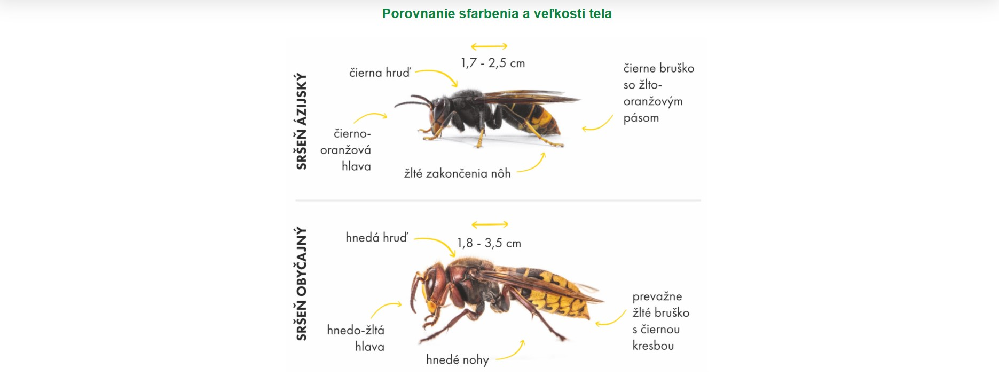 Porovnanie sfarbenia a veľkosti tela
SRŠEŇ ÁZIJSKÝ
1,7 - 2,5 cm
čierna hruď
čierno-
oranžová
hlava
žlté zakončenia nôh
čierne bruško
so žlto-
oranžovým
pásom
SRŠEŇ OBYČAJNÝ
1,8 - 3,5 cm
hnedá hruď
hnedo-žltá
hlava
hnedé nohy
prevažne
žlté bruško
s čiernou
kresbou